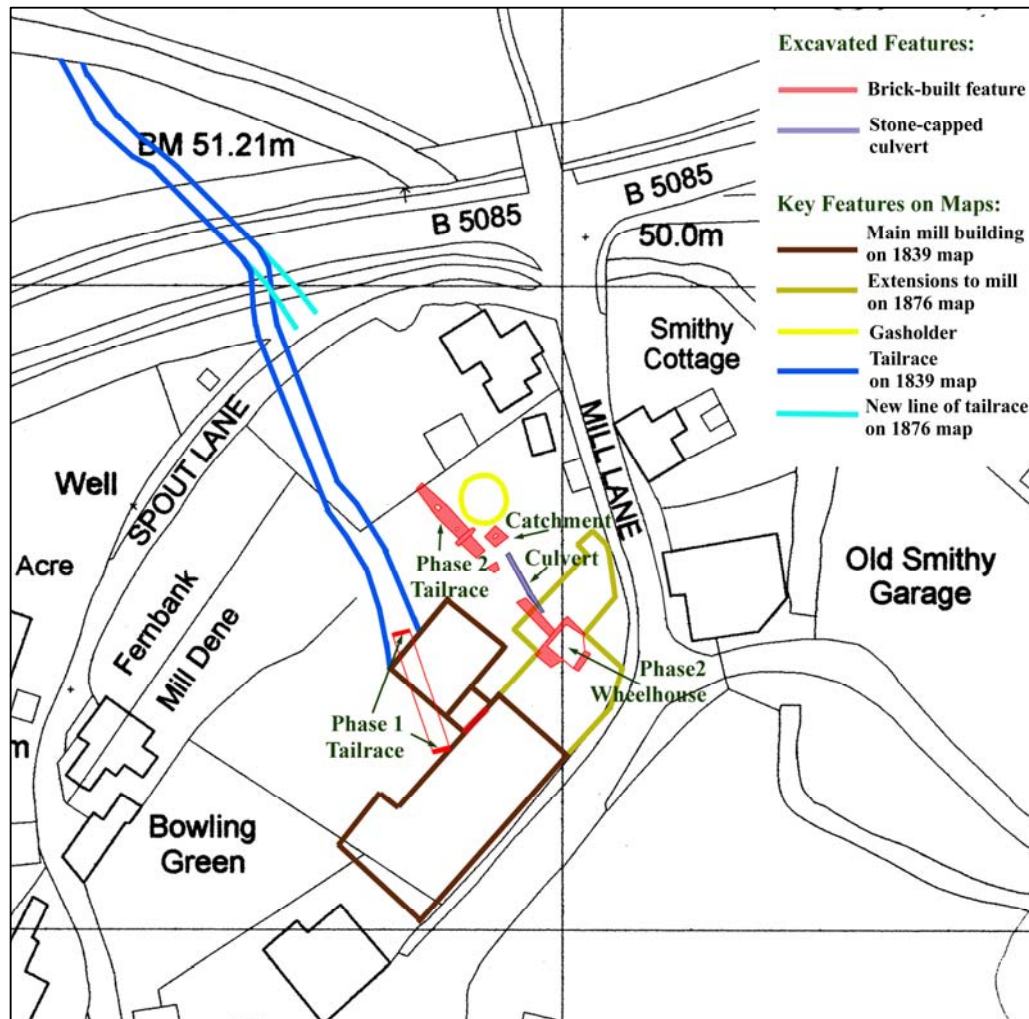 Excavated Features:
Brick-built feature
Stone-capped
culvert
Key Features on Maps:
Main mill building
on 1839 map
Extensions to mill
on 1876 map
Gasholder
Tailrace
on 1839 map
New line of tailrace
on 1876 map
BM 51.21m
B 5085
B 5085
50.0m
Smithy
Cottage
MILL LANE
SPOUT LANE
Well
Acre
Catchment
Phase 2
Tailrace
Culvert
Old Smithy
Garage
Fernbank
Mill Dene
Phase2
Wheelhouse
Phase 1
Tailrace
m
Bowling
Green